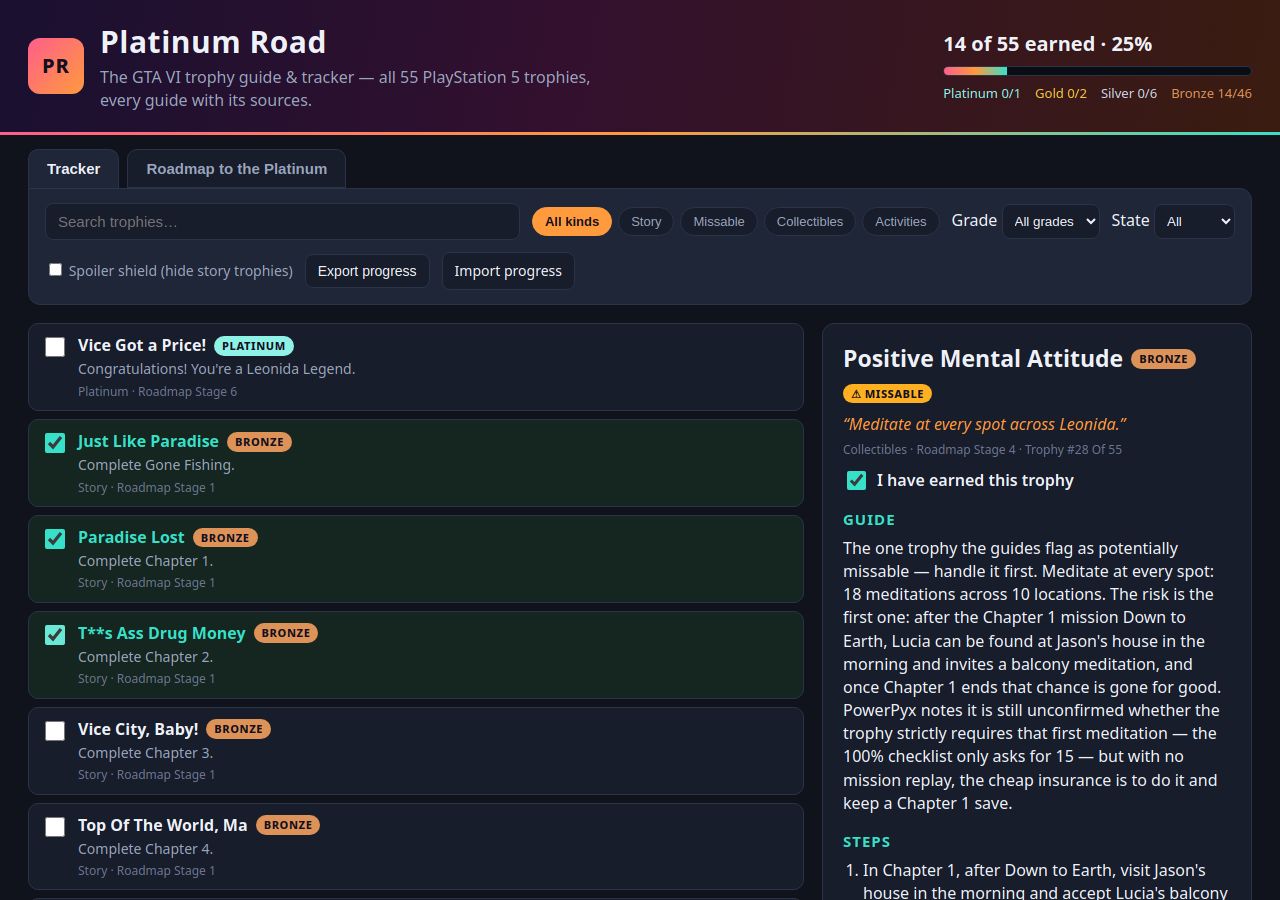 PR
Platinum Road
The GTA VI trophy guide & tracker — all 55 PlayStation 5 trophies,
every guide with its sources.
14 of 55 earned · 25%
Platinum 0/1 Gold 0/2 Silver 0/6 Bronze 14/46
Tracker
Roadmap to the Platinum
Search trophies…
All kinds
Story
Missable
Collectibles
Activities
Grade All grades
State All
Spoiler shield (hide story trophies)
Export progress
Import progress
Vice Got a Price! PLATINUM
Congratulations! You're a Leonida Legend.
Platinum · Roadmap Stage 6
Just Like Paradise BRONZE
Complete Gone Fishing.
Story · Roadmap Stage 1
Paradise Lost BRONZE
Complete Chapter 1.
Story · Roadmap Stage 1
T**s Ass Drug Money BRONZE
Complete Chapter 2.
Story · Roadmap Stage 1
Vice City, Baby! BRONZE
Complete Chapter 3.
Story · Roadmap Stage 1
Top Of The World, Ma BRONZE
Complete Chapter 4.
Story · Roadmap Stage 1
Positive Mental Attitude BRONZE
⚠ MISSABLE
“Meditate at every spot across Leonida.”
Collectibles · Roadmap Stage 4 · Trophy #28 Of 55
I have earned this trophy
GUIDE
The one trophy the guides flag as potentially
missable — handle it first. Meditate at every spot:
18 meditations across 10 locations. The risk is the
first one: after the Chapter 1 mission Down to
Earth, Lucia can be found at Jason's house in the
morning and invites a balcony meditation, and
once Chapter 1 ends that chance is gone for good.
PowerPyx notes it is still unconfirmed whether the
trophy strictly requires that first meditation — the
100% checklist only asks for 15 — but with no
mission replay, the cheap insurance is to do it and
keep a Chapter 1 save.
STEPS
1. In Chapter 1, after Down to Earth, visit Jason's
house in the morning and accept Lucia's balcony